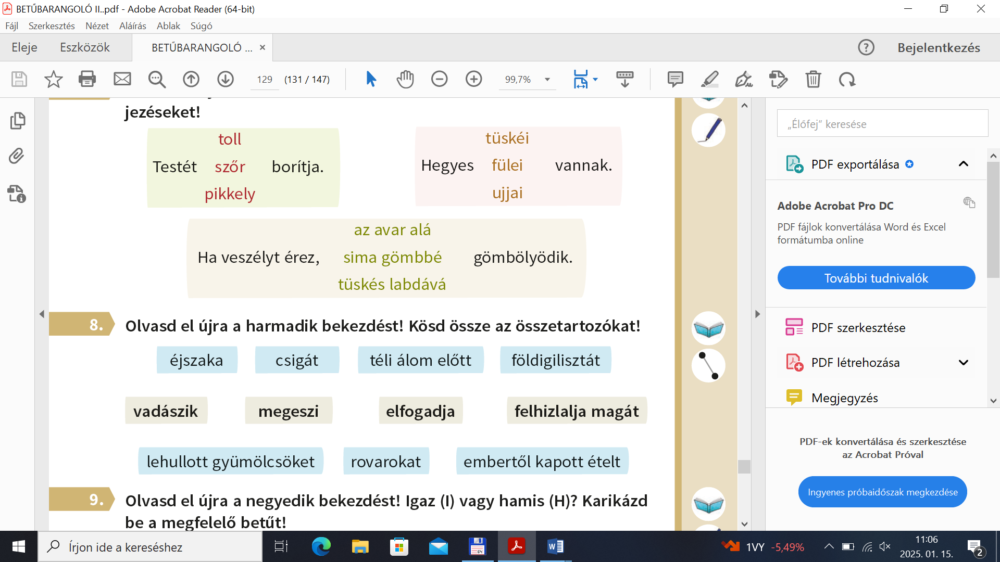 BETŰBARANGOLÓ II..pdf - Adobe Acrobat Reader (64-bit)
Fájl Szerkesztés Nézet Aláírás Ablak Súgó
Eleje Eszközök BETŰBARANGOLÓ ... × Bejelentkezés
129 (131 / 147) 99,7%
jezéseket!
toll
Testét szőr borítja.
pikkely
tüskéi
Hegyes fülei vannak.
ujjai
az avar alá
Ha veszélyt érez, sima gömbbé gömbölyödik.
tüskés labdává
8. Olvasd el újra a harmadik bekezdést! Kösd össze az összetartozókat!
éjszaka csigát téli álom előtt földigilisztát
vadászik megeszi elfogadja felhizlalja magát
lehullott gyümölcsöket rovarokat embertől kapott ételt
9. Olvasd el újra a negyedik bekezdést! Igaz (I) vagy hamis (H)? Karikázd
be a megfelelő betűt!
„Élőfej” keresése
PDF exportálása
Adobe Acrobat Pro DC
PDF fájlok konvertálása Word és Excel
formátumba online
További tudnivalók
PDF szerkesztése
PDF létrehozása
Megjegyzés
PDF-ek konvertálása és szerkesztése
az Acrobat Próval
Ingyenes próbaidőszak megkezdése
Írjon ide a kereséshez
1VY -5,49%
11:06
2025. 01. 15.
2